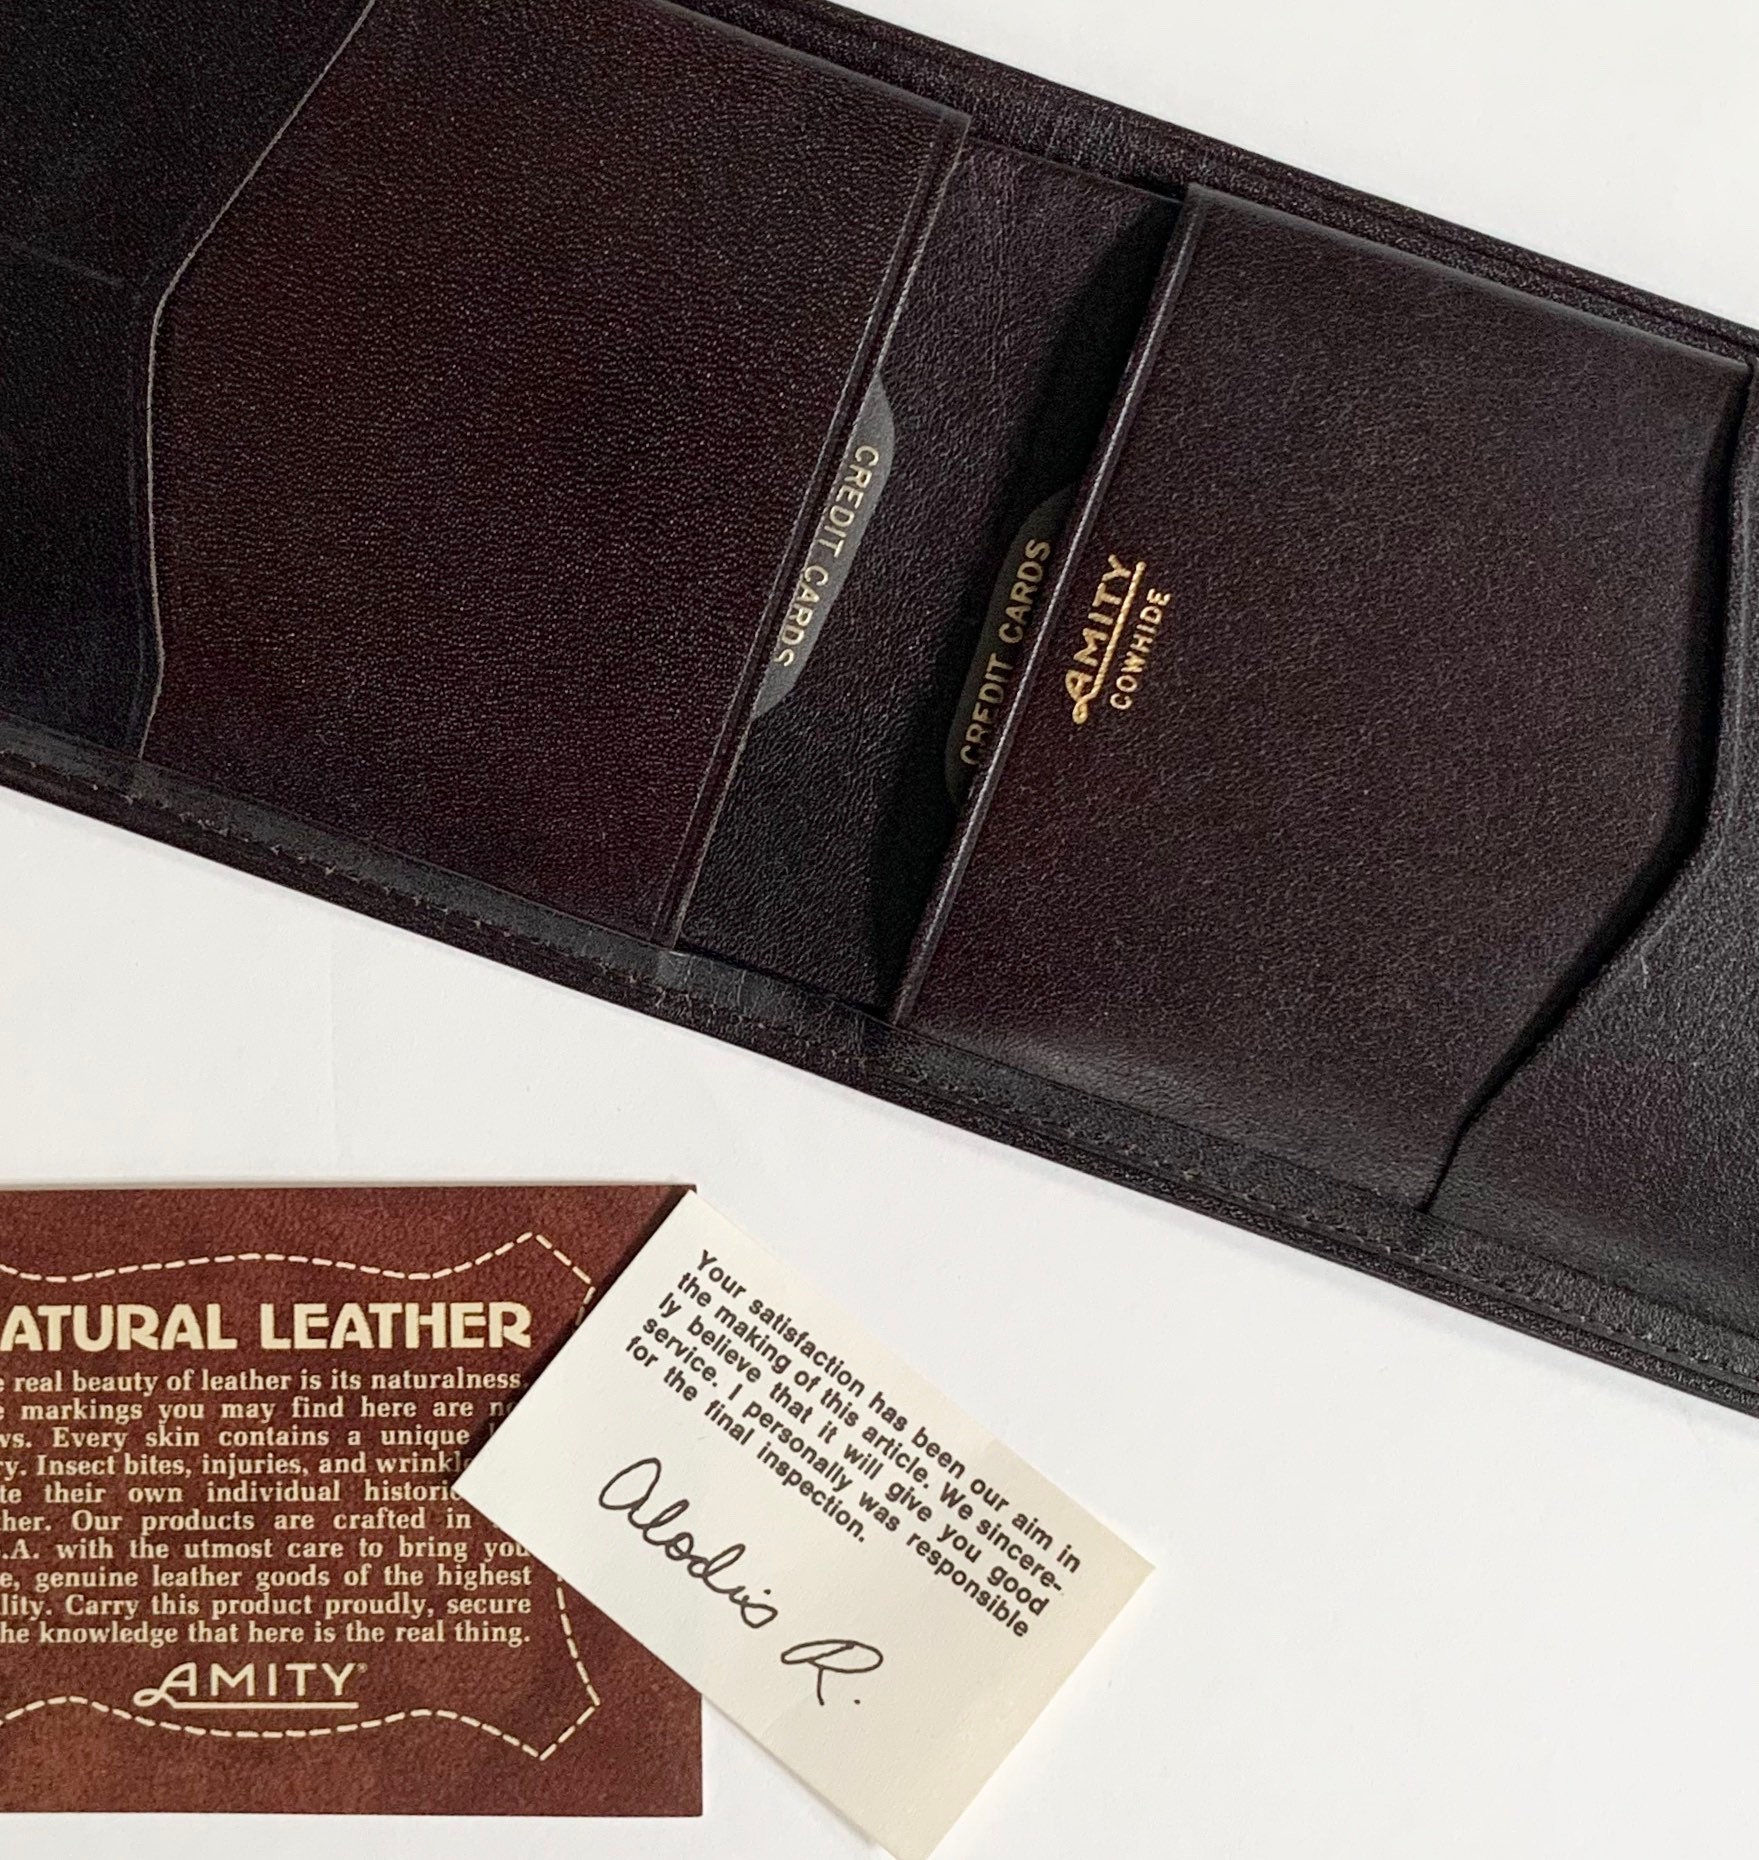 CREDIT CARDS
CREDIT CARDS
AMITY
COWHIDE
ATURAL LEATHER
real beauty of leather is its naturalness.
markings you may find here are
Every skin contains a unique
Insect bites, injuries, and
their own individual
Our products are crafted in
.A. with the utmost care to bring you
genuine leather goods of the highest
Carry this product proudly, secure
he knowledge that here is the real thing.
AMITY®
Your satisfaction has been our aim in
the making of this article. We sincere-
ly believe that it will give you good
service. I personally was responsible
for the final inspection.
Alodis R.